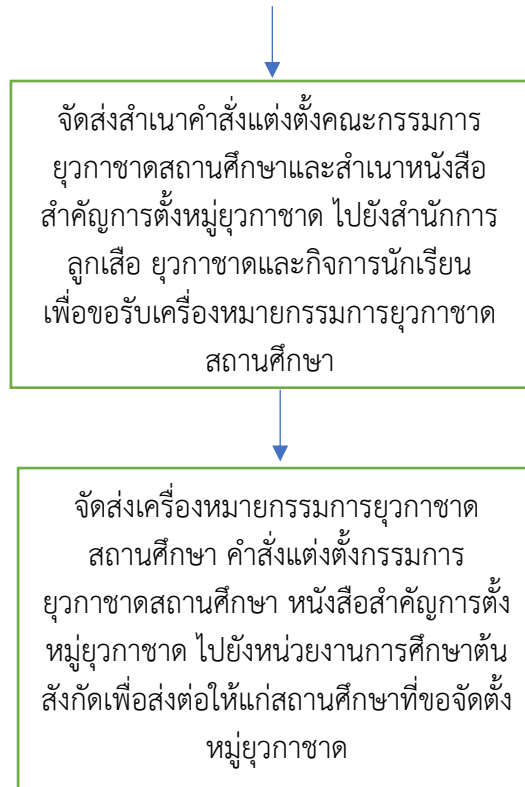 จัดส่งสำเนาคำสั่งแต่งตั้งคณะกรรมการ
ยุวกาชาดสถานศึกษาและสำเนาหนังสือ
สำคัญการตั้งหมู่ยุวกาชาด ไปยังสำนักการ
ลูกเสือ ยุวกาชาดและกิจการนักเรียน
เพื่อขอรับเครื่องหมายกรรมการยุวกาชาด
สถานศึกษา
จัดส่งเครื่องหมายกรรมการยุวกาชาด
สถานศึกษา คำสั่งแต่งตั้งกรรมการ
ยุวกาชาดสถานศึกษา หนังสือสำคัญการตั้ง
หมู่ยุวกาชาด ไปยังหน่วยงานการศึกษาต้น
สังกัดเพื่อส่งต่อให้แก่สถานศึกษาที่ขอจัดตั้ง
หมู่ยุวกาชาด